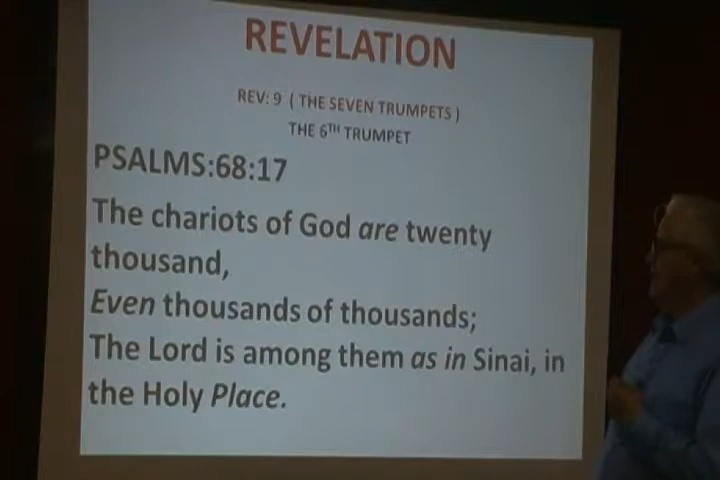 REVELATION
REV: 9 ( THE SEVEN TRUMPETS )
THE 6TH TRUMPET
PSALMS:68:17
The chariots of God are twenty
thousand,
Even thousands of thousands;
The Lord is among them as in Sinai, in
the Holy Place.